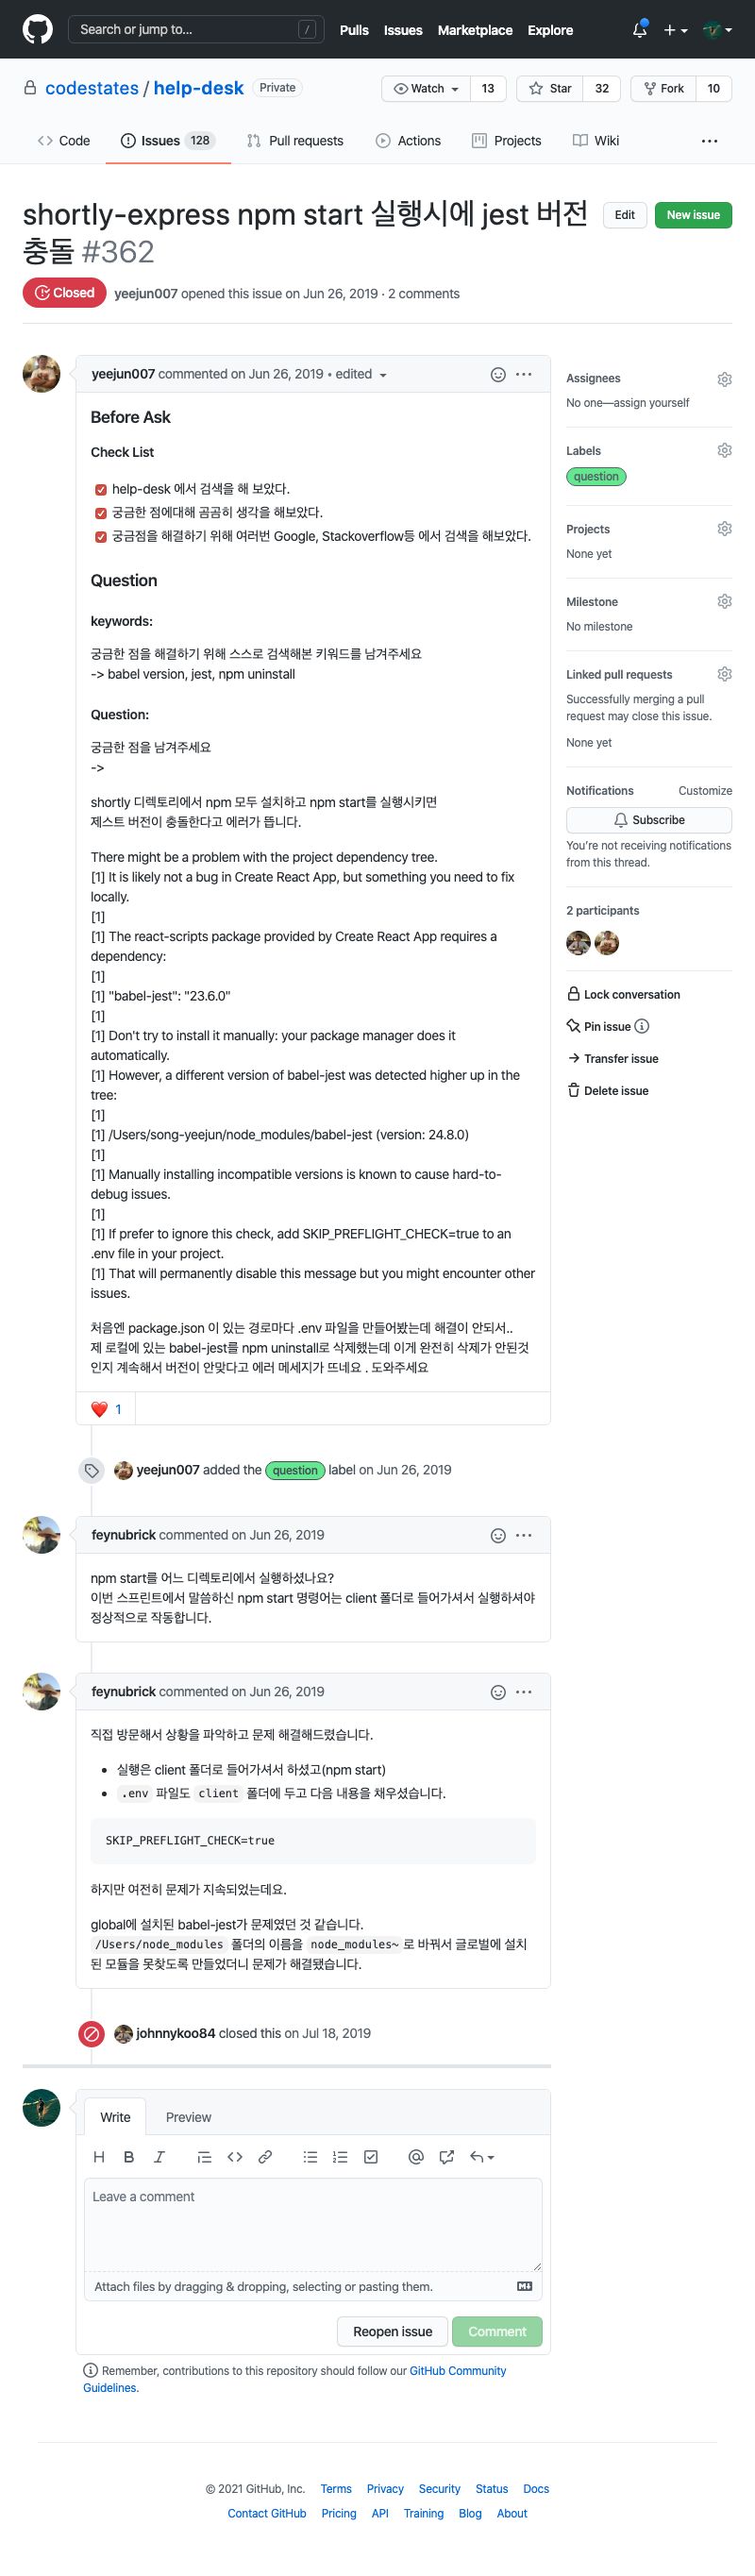 Search or jump to... /
Pulls Issues Marketplace Explore
codestates / help-desk Private
Watch 13 Star 32 Fork 10
Code Issues 128 Pull requests Actions Projects Wiki
shortly-express npm start 실행시에 jest 버전
충돌 #362
Edit New issue
Closed yeejun007 opened this issue on Jun 26, 2019 · 2 comments
yeejun007 commented on Jun 26, 2019 • edited
Before Ask
Check List
help-desk 에서 검색을 해 보았다.
궁금한 점에대해 곰곰히 생각을 해보았다.
궁금점을 해결하기 위해 여러번 Google, Stackoverflow등 에서 검색을 해보았다.
Question
keywords:
궁금한 점을 해결하기 위해 스스로 검색해본 키워드를 남겨주세요
-> babel version, jest, npm uninstall
Question:
궁금한 점을 남겨주세요
->
shortly 디렉토리에서 npm 모두 설치하고 npm start를 실행시키면
제스트 버전이 충돌한다고 에러가 뜹니다.
There might be a problem with the project dependency tree.
[1] It is likely not a bug in Create React App, but something you need to fix
locally.
[1]
[1] The react-scripts package provided by Create React App requires a
dependency:
[1]
[1] "babel-jest": "23.6.0"
[1]
[1] Don't try to install it manually: your package manager does it
automatically.
[1] However, a different version of babel-jest was detected higher up in the
tree:
[1]
[1] /Users/song-yeejun/node_modules/babel-jest (version: 24.8.0)
[1]
[1] Manually installing incompatible versions is known to cause hard-to-
debug issues.
[1]
[1] If prefer to ignore this check, add SKIP_PREFLIGHT_CHECK=true to an
.env file in your project.
[1] That will permanently disable this message but you might encounter other
issues.
처음엔 package.json 이 있는 경로마다 .env 파일을 만들어봤는데 해결이 안되서..
제 로컬에 있는 babel-jest를 npm uninstall로 삭제했는데 이게 완전히 삭제가 안된것
인지 계속해서 버전이 안맞다고 에러 메세지가 뜨네요 . 도와주세요
1
yeejun007 added the question label on Jun 26, 2019
feynubrick commented on Jun 26, 2019
npm start를 어느 디렉토리에서 실행하셨나요?
이번 스프린트에서 말씀하신 npm start 명령어는 client 폴더로 들어가셔서 실행하셔야
정상적으로 작동합니다.
feynubrick commented on Jun 26, 2019
직접 방문해서 상황을 파악하고 문제 해결해드렸습니다.
• 실행은 client 폴더로 들어가셔서 하셨고(npm start)
• .env 파일도 client 폴더에 두고 다음 내용을 채우셨습니다.
SKIP_PREFLIGHT_CHECK=true
하지만 여전히 문제가 지속되었는데요.
global에 설치된 babel-jest가 문제였던 것 같습니다.
/Users/node_modules 폴더의 이름을 node_modules~ 로 바꿔서 글로벌에 설치
된 모듈을 못찾도록 만들었더니 문제가 해결됐습니다.
johnnykoo84 closed this on Jul 18, 2019
Write Preview
Leave a comment
Attach files by dragging & dropping, selecting or pasting them.
Reopen issue Comment
Remember, contributions to this repository should follow our GitHub Community
Guidelines.
Assignees
No one—assign yourself
Labels
question
Projects
None yet
Milestone
No milestone
Linked pull requests
Successfully merging a pull
request may close this issue.
None yet
Notifications Customize
Subscribe
You're not receiving notifications
from this thread.
2 participants
Lock conversation
Pin issue
Transfer issue
Delete issue
© 2021 GitHub, Inc. Terms Privacy Security Status Docs
Contact GitHub Pricing API Training Blog About